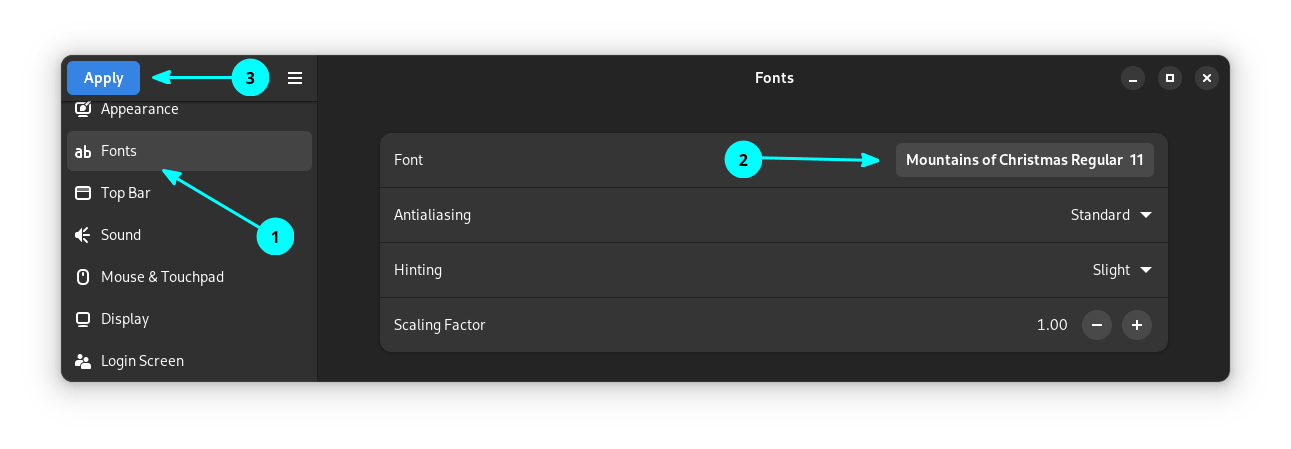 Apply
3
Fonts
Appearance
Fonts
Top Bar
Sound
1
Mouse & Touchpad
Display
Login Screen
Font
2
Mountains of Christmas Regular 11
Antialiasing
Standard
Hinting
Slight
Scaling Factor
1.00